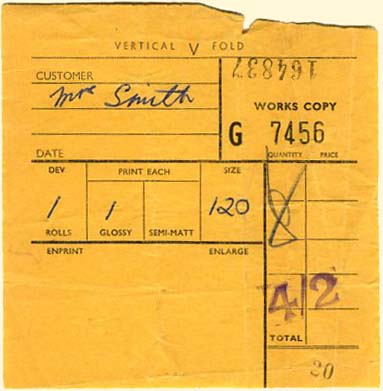 VERTICAL V FOLD
164837
CUSTOMER
Mrs Smith
WORKS COPY
G 7456
QUANTITY PRICE
DATE
DEV PRINT EACH SIZE
1 1 120
ROLLS GLOSSY SEMI-MATT
ENPRINT ENLARGE
8
4/2
TOTAL
20